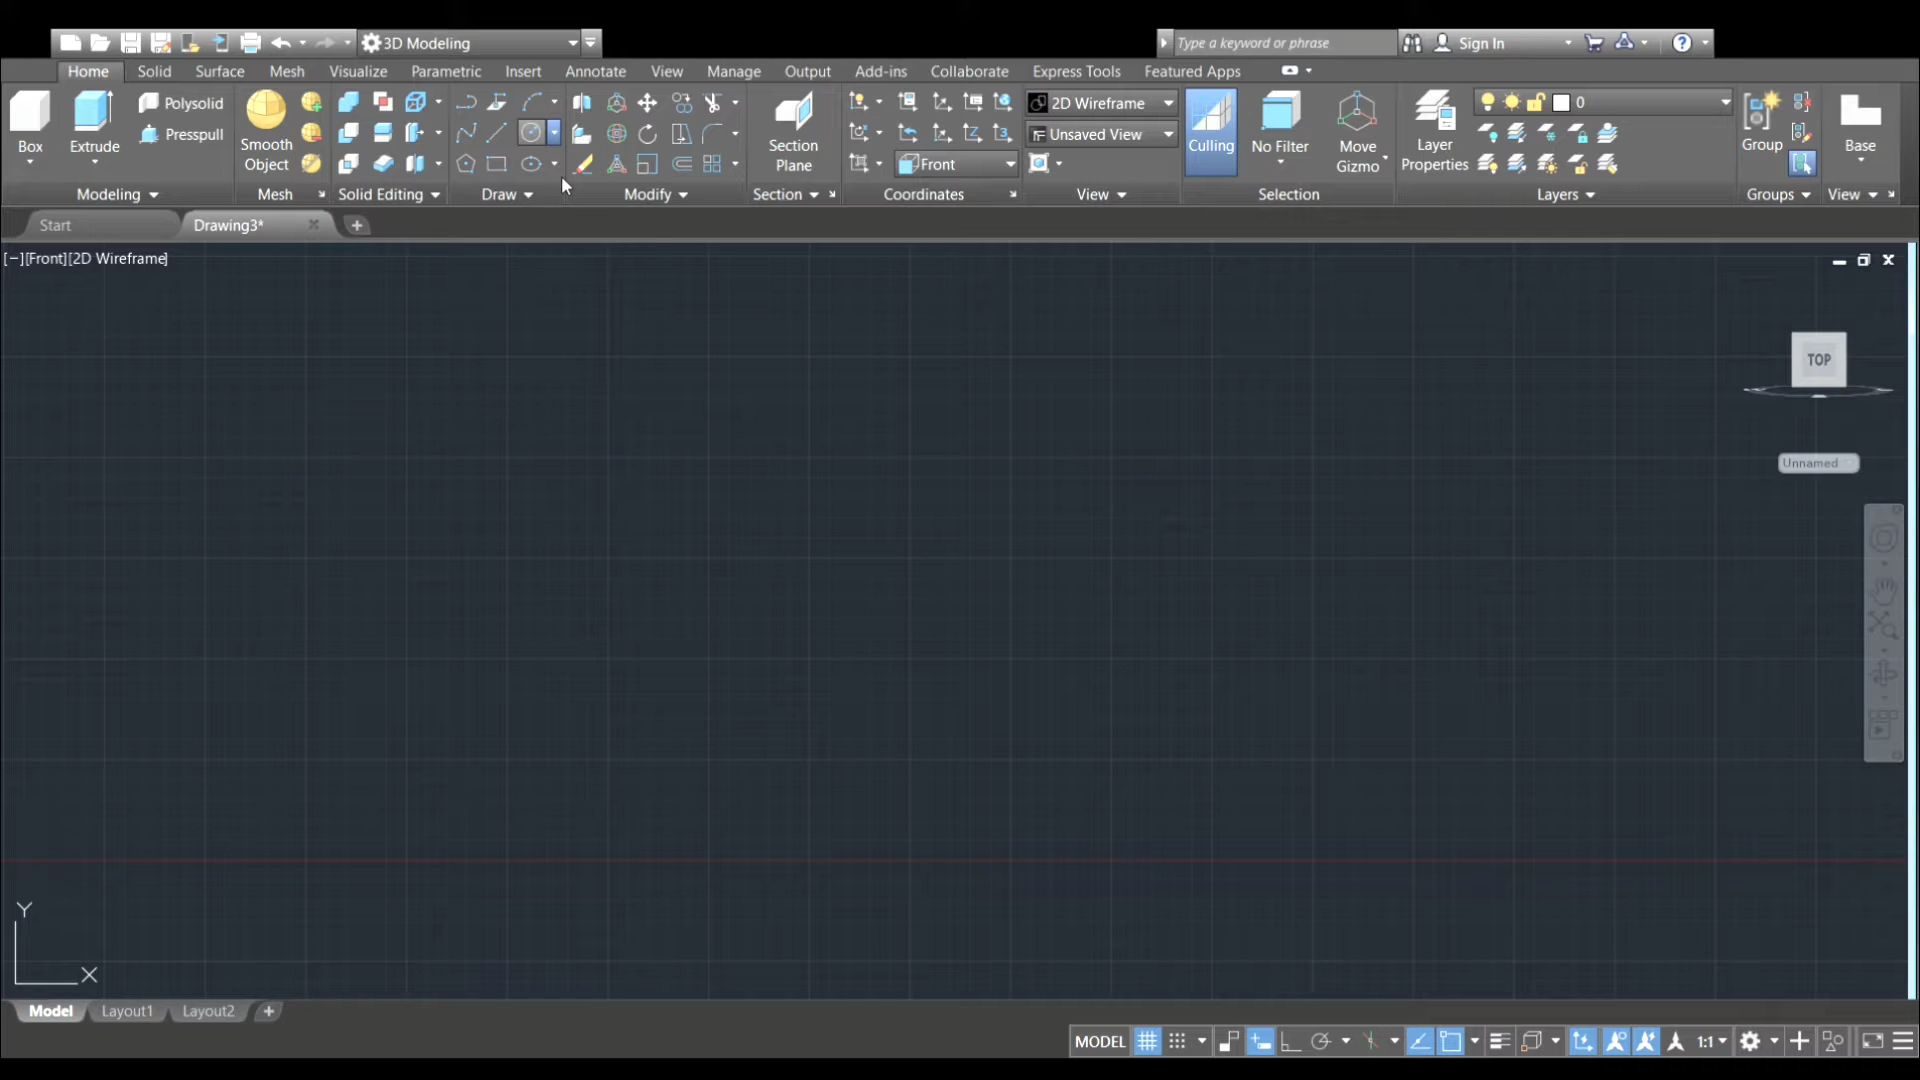 3D Modeling
Type a keyword or phrase
Sign In
Home Solid Surface Mesh Visualize Parametric Insert Annotate View Manage Output Add-ins Collaborate Express Tools Featured Apps
Polysolid
2D Wireframe
0
Presspull
Unsaved View
Box
Extrude
Smooth
Object
Section
Plane
Front
Culling
No Filter
Move
Gizmo
Layer
Properties
Group
Base
Modeling
Mesh
Solid Editing
Draw
Modify
Section
Coordinates
View
Selection
Layers
Groups
View
Start
Drawing3*
[−][Front][2D Wireframe]
TOP
Unnamed
Y
X
Model
Layout1
Layout2
MODEL
1:1